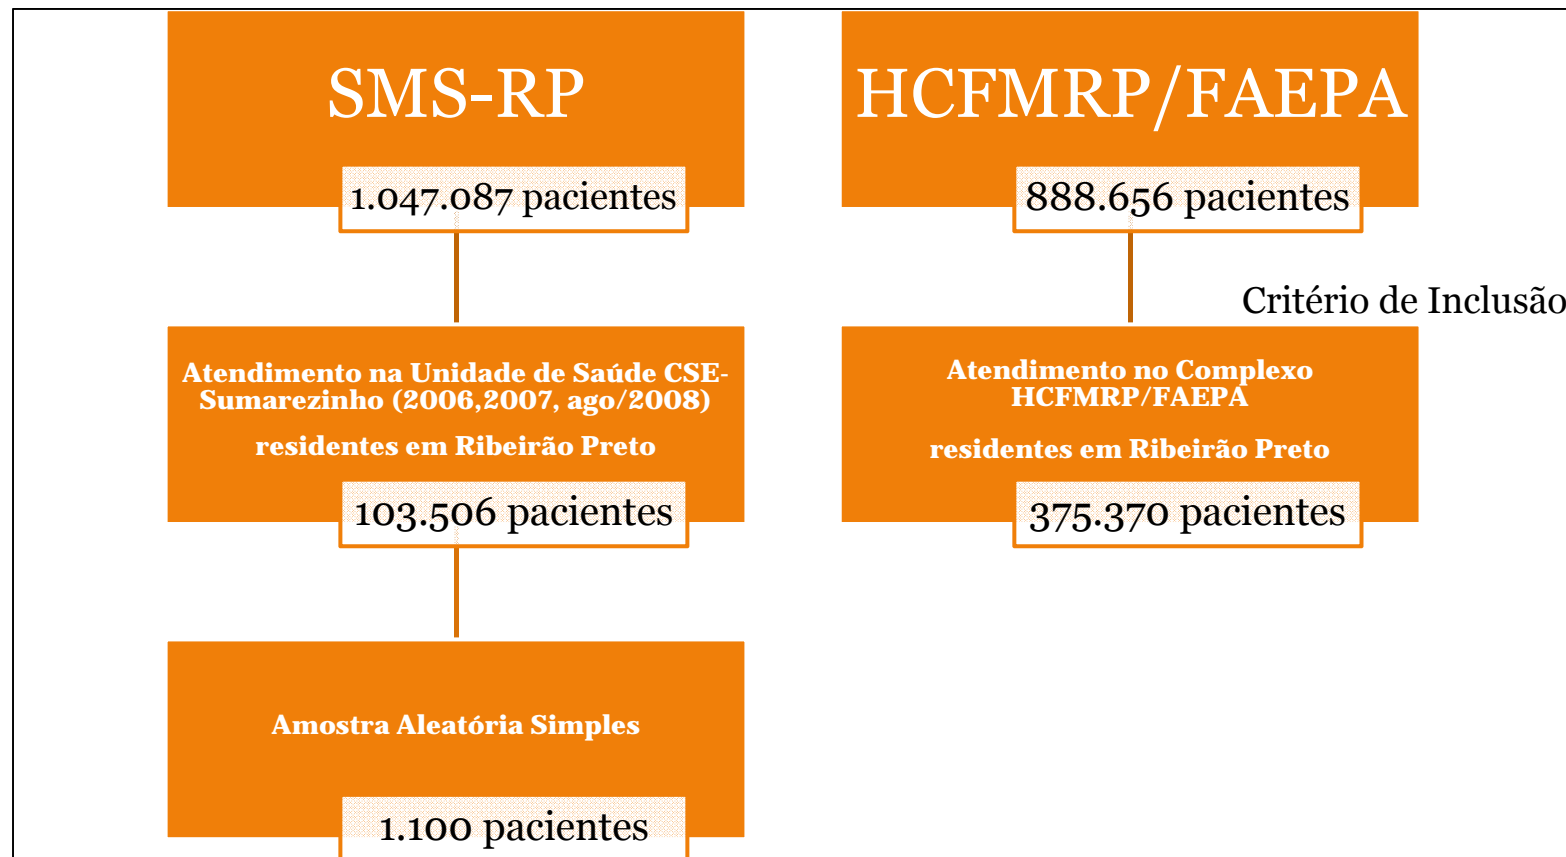 SMS-RP
1.047.087 pacientes
Atendimento na Unidade de Saúde CSE-
Sumarezinho (2006,2007, ago/2008)
residentes em Ribeirão Preto
103.506 pacientes
Amostra Aleatória Simples
1.100 pacientes
HCFMRP/FAEPA
888.656 pacientes
Critério de Inclusão
Atendimento no Complexo
HCFMRP/FAEPA
residentes em Ribeirão Preto
375.370 pacientes